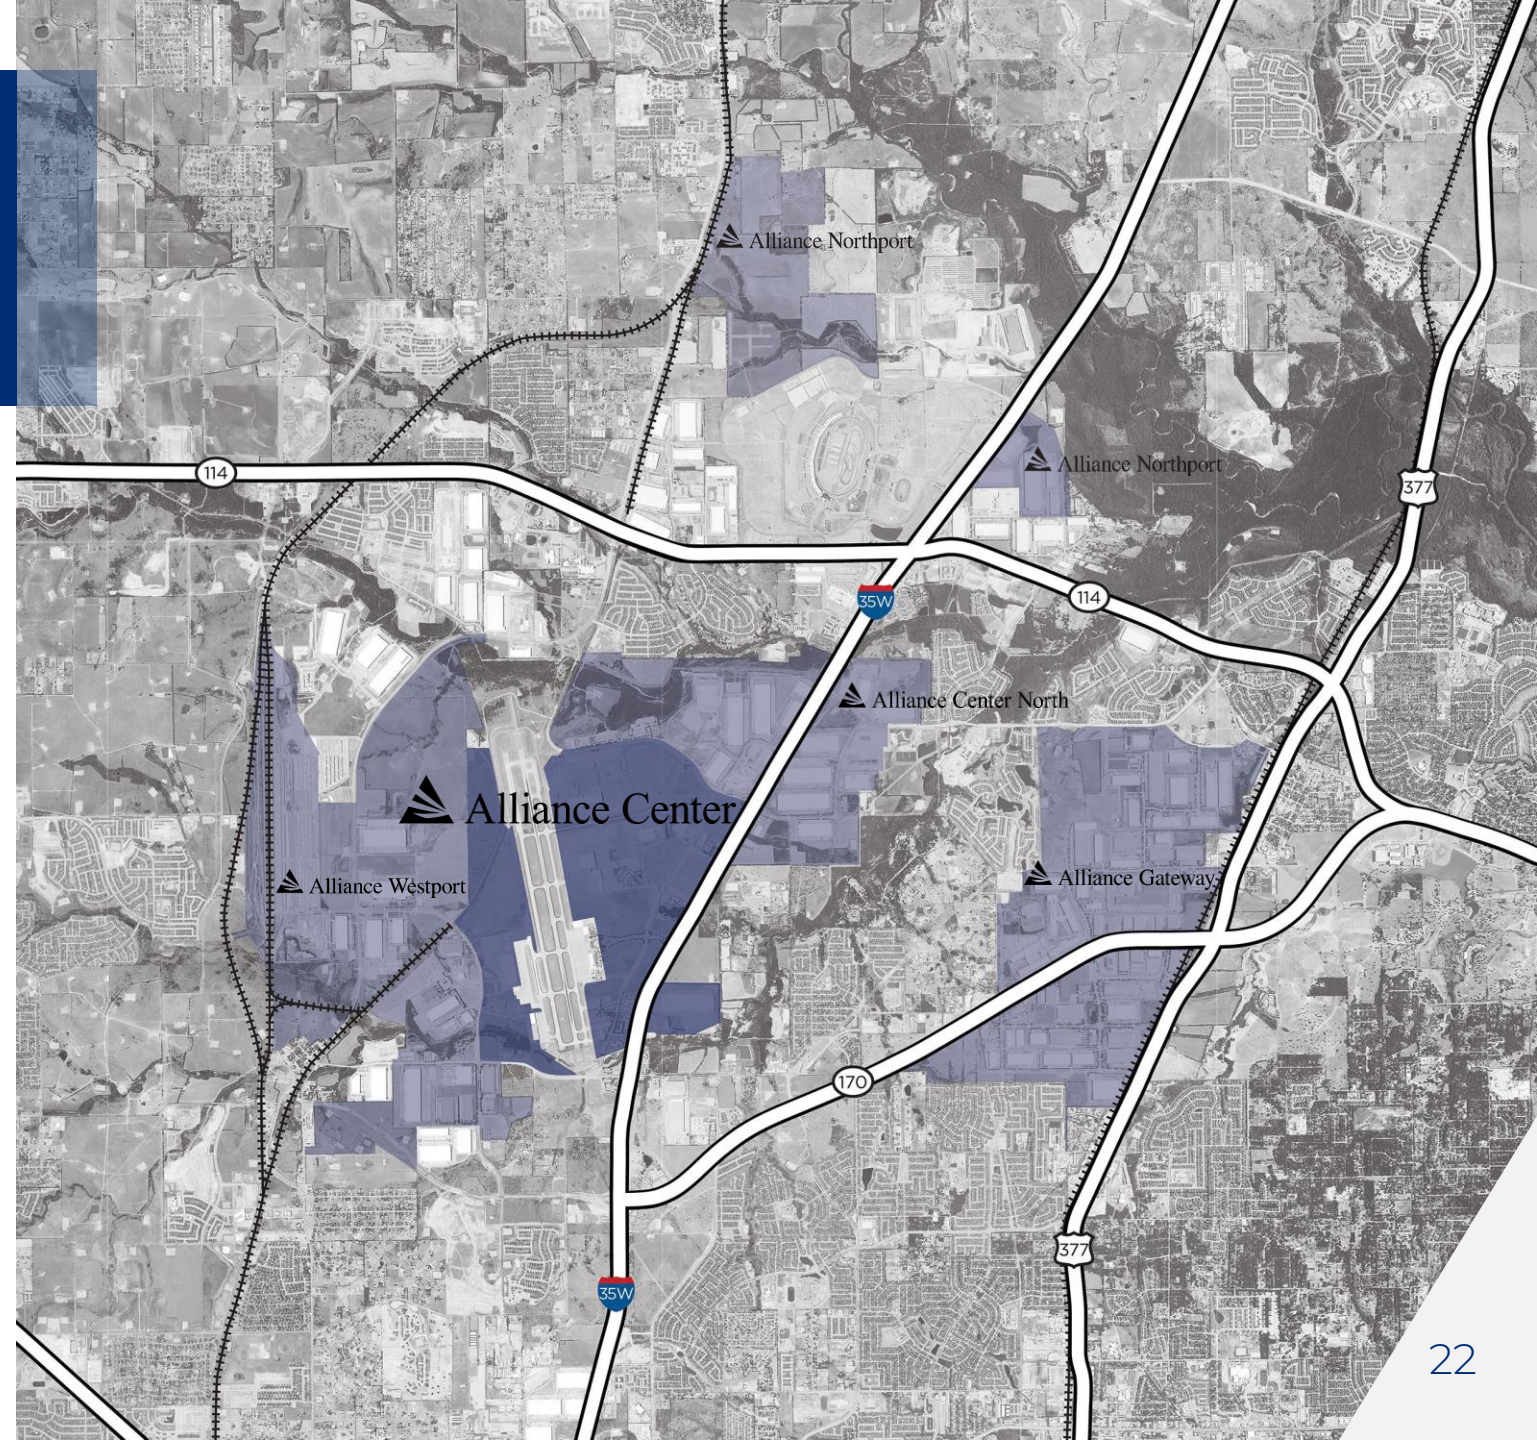 Alliance Northport
Alliance Northport
114
377
35W
114
Alliance Center North
Alliance Center
Alliance Gateway
Alliance Westport
170
377
35W
22